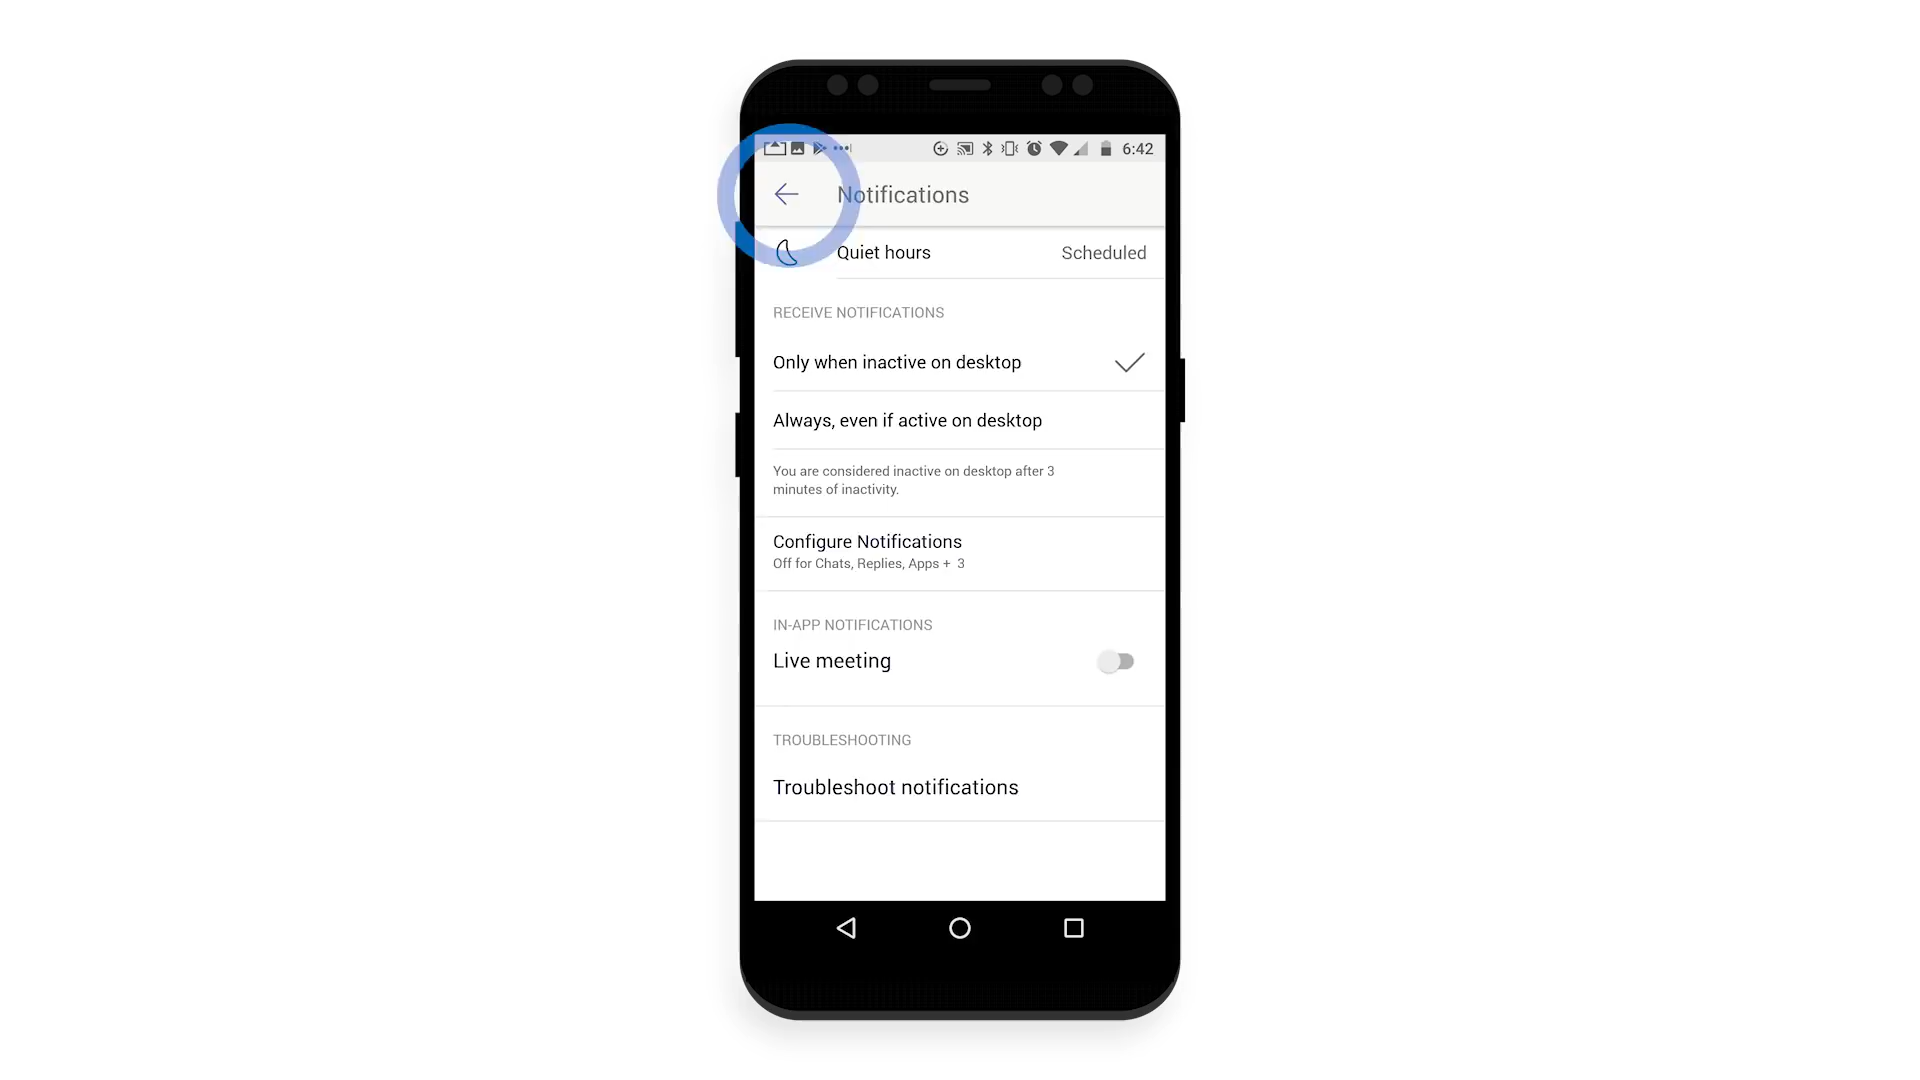 6:42
Notifications
Quiet hours Scheduled
RECEIVE NOTIFICATIONS
Only when inactive on desktop
Always, even if active on desktop
You are considered inactive on desktop after 3
minutes of inactivity.
Configure Notifications
Off for Chats, Replies, Apps + 3
IN-APP NOTIFICATIONS
Live meeting
TROUBLESHOOTING
Troubleshoot notifications